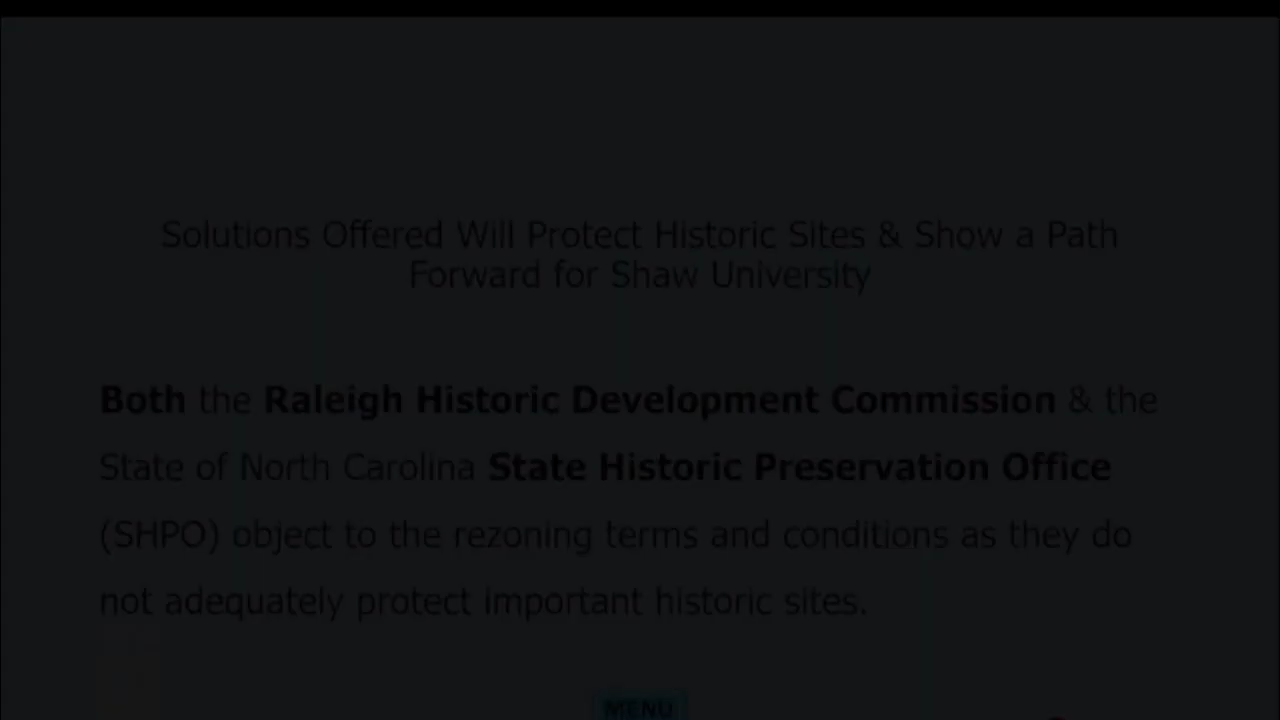 Solutions Offered Will Protect Historic Sites & Show a Path
Forward for Shaw University
Both the Raleigh Historic Development Commission & the
State of North Carolina State Historic Preservation Office
(SHPO) object to the rezoning terms and conditions as they do
not adequately protect important historic sites.
MENU